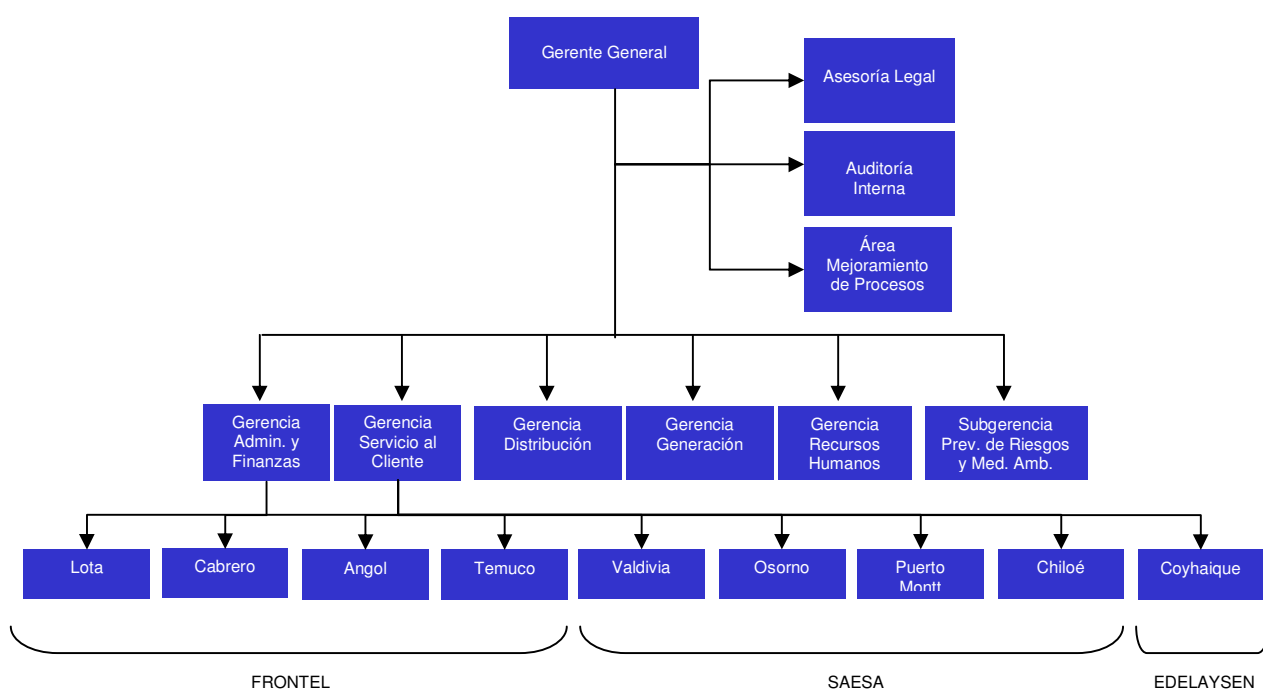 Gerente General
Asesoría Legal
Auditoría
Interna
Área
Mejoramiento
de Procesos
Gerencia
Admin. y
Finanzas
Gerencia
Servicio al
Cliente
Gerencia
Distribución
Gerencia
Generación
Gerencia
Recursos
Humanos
Subgerencia
Prev. de Riesgos
y Med. Amb.
Lota
Cabrero
Angol
Temuco
Valdivia
Osorno
Puerto
Montt
Chiloé
Coyhaique
FRONTEL
SAESA
EDELAYSEN